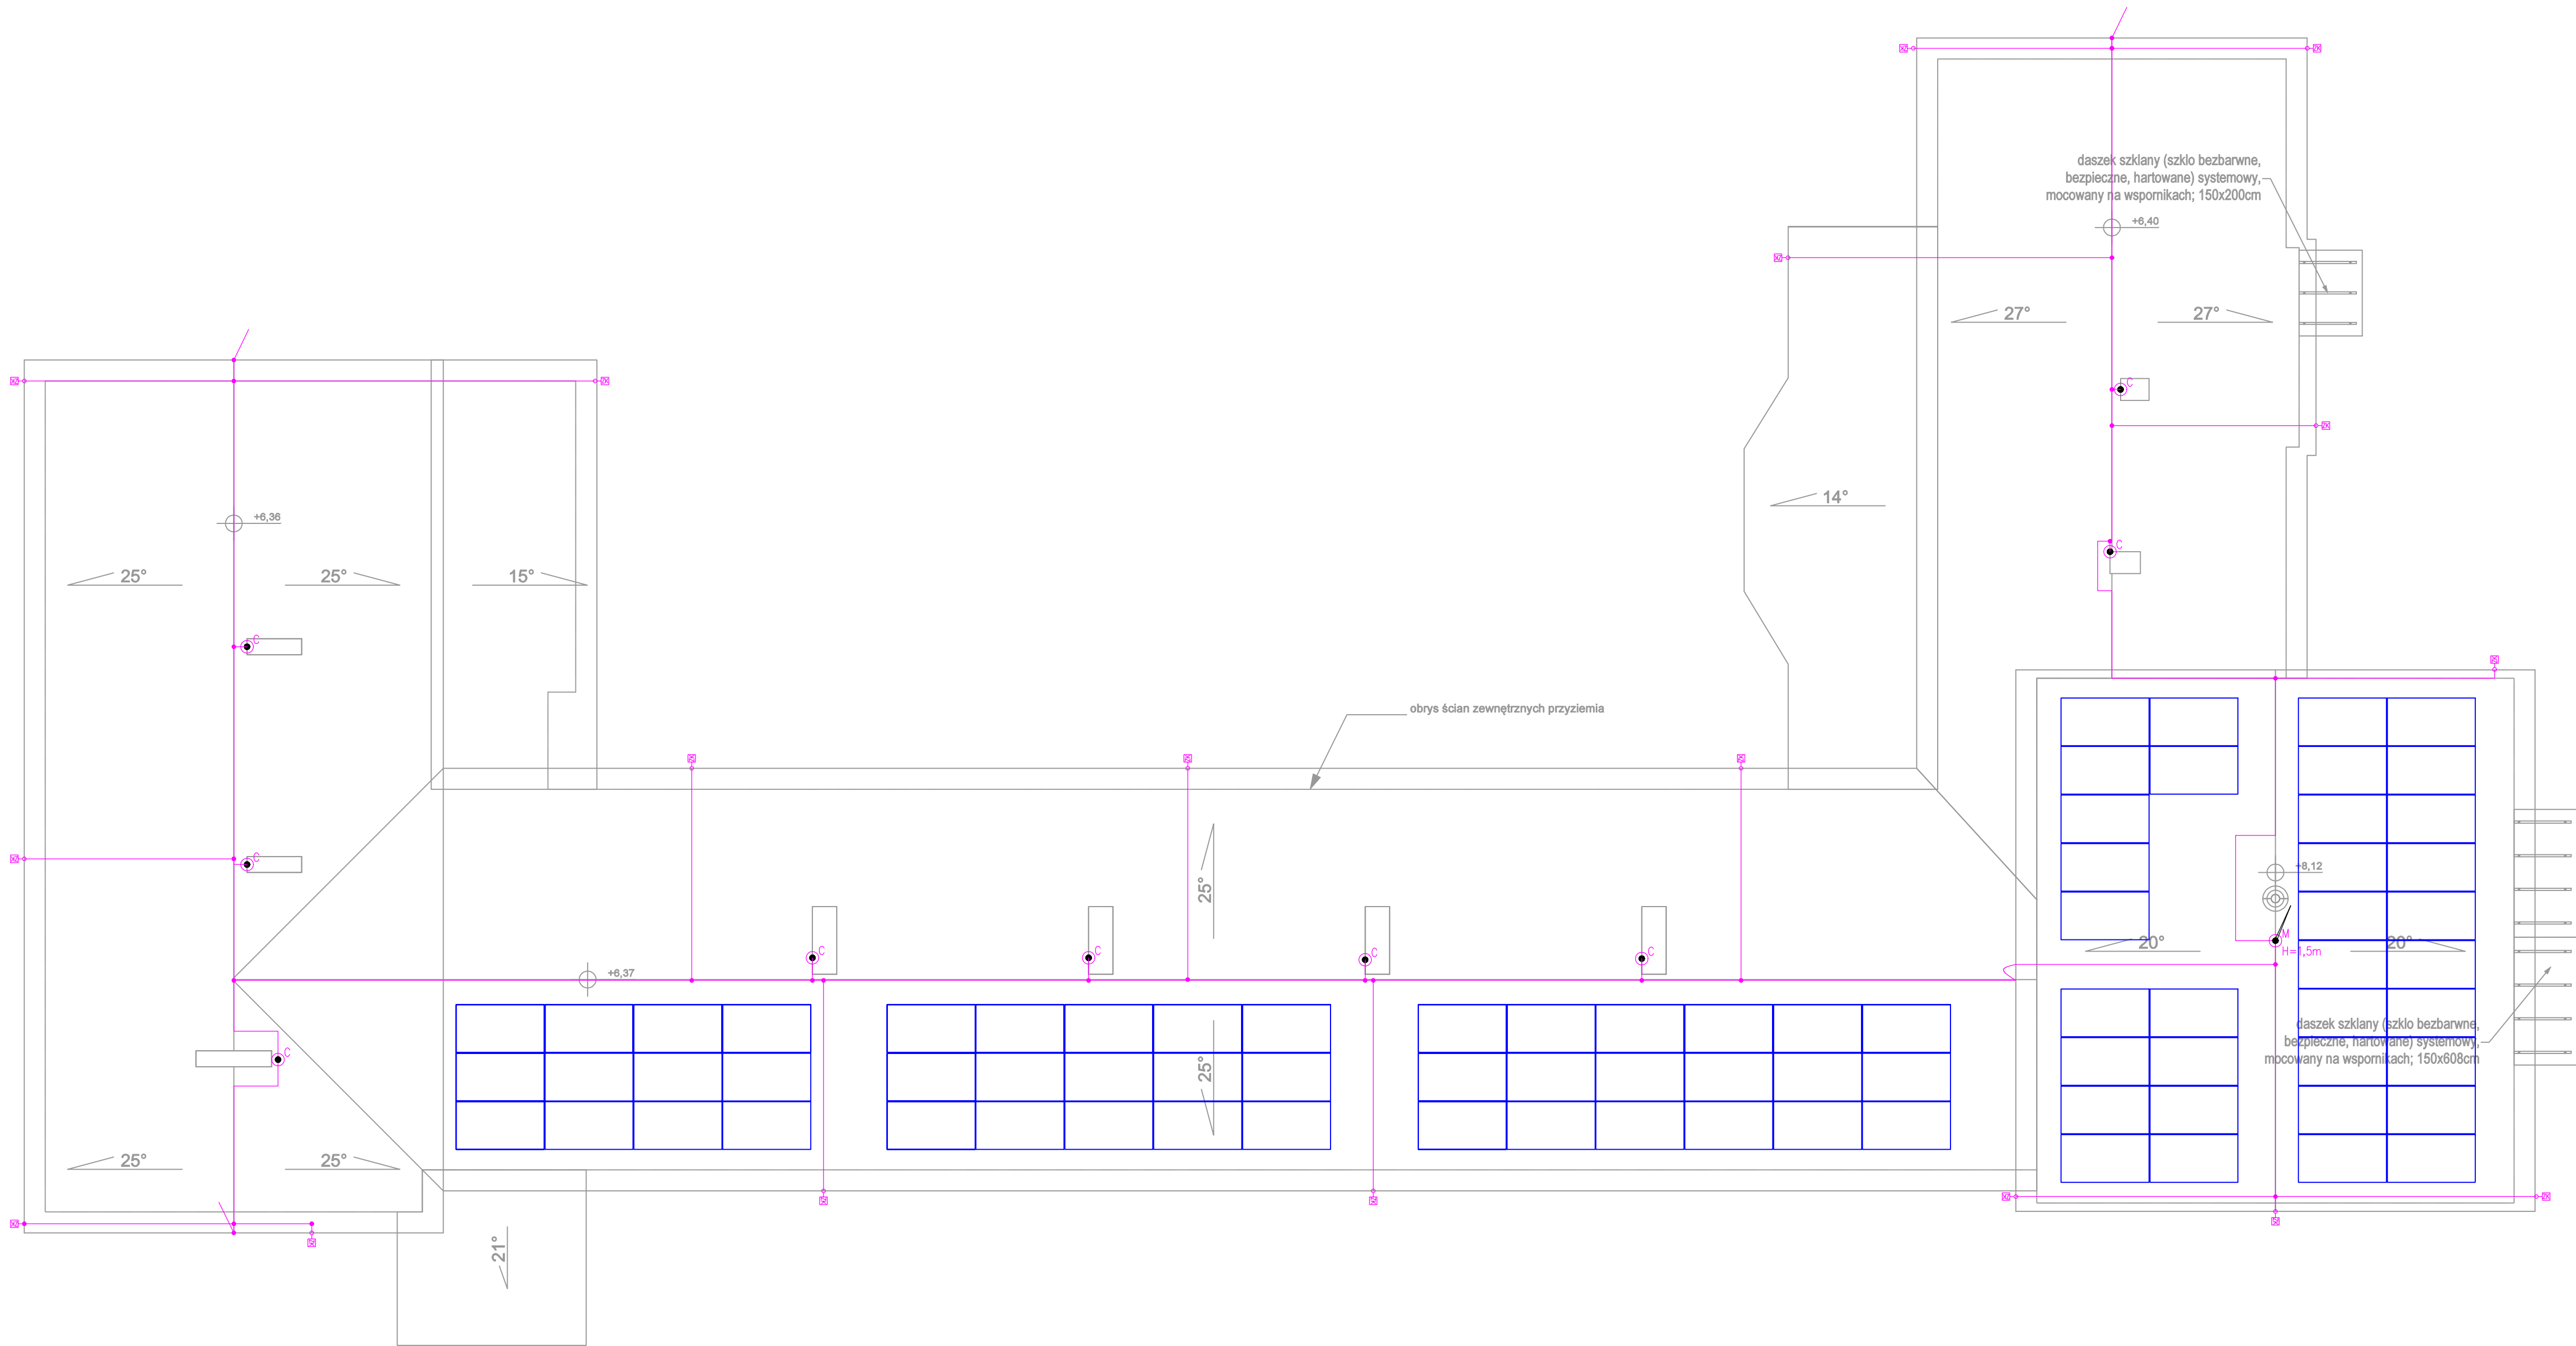 daszek szklany (szklo bezbarwne,
bezpieczne, hartowane) systemowy,
mocowany na wspornikach; 150x200cm
+6,40
27°
27°
C
14°
+6,36
25°
25°
15°
C
C
obrys ścian zewnętrznych przyziemia
C
+8,12
25°
C
C
C
C
M
H=1,5m
20°
20°
+6,37
daszek szklany (szklo bezbarwne,
bezpieczne, hartowane) systemowy,
mocowany na wspornikach; 150x608cm
C
25°
25°
25°
21°